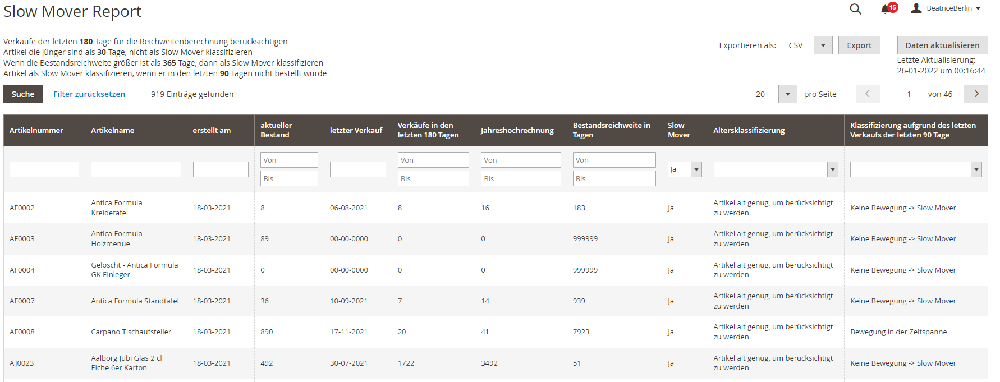 Slow Mover Report
15
BeatriceBerlin
Verkäufe der letzten 180 Tage für die Reichweitenberechnung berücksichtigen
Artikel die jünger sind als 30 Tage, nicht als Slow Mover klassifizieren
Wenn die Bestandsreichweite größer ist als 365 Tage, dann als Slow Mover klassifizieren
Artikel als Slow Mover klassifizieren, wenn er in den letzten 90 Tagen nicht bestellt wurde
Exportieren als: CSV Export Daten aktualisieren
Letzte Aktualisierung:
26-01-2022 um 00:16:44
Suche Filter zurücksetzen 919 Einträge gefunden 20 pro Seite 1 von 46
Artikelnummer
Artikelname
erstellt am
aktueller
Bestand
letzter Verkauf
Verkäufe in den
letzten 180 Tagen
Jahreshochrechnung
Bestandsreichweite in
Tagen
Slow
Mover
Altersklassifizierung
Klassifizierung aufgrund des letzten
Verkaufs der letzten 90 Tage
Von Von Von Von
Ja
Bis Bis Bis Bis
AF0002
Antica Formula
Kreidetafel
18-03-2021
8
06-08-2021
8
16
183
Ja
Artikel alt genug, um berücksichtigt
zu werden
Keine Bewegung -> Slow Mover
AF0003
Antica Formula
Holzmenue
18-03-2021
89
00-00-0000
0
0
999999
Ja
Artikel alt genug, um berücksichtigt
zu werden
Keine Bewegung -> Slow Mover
AF0004
Gelöscht - Antica Formula
GK Einleger
18-03-2021
0
00-00-0000
0
0
999999
Ja
Artikel alt genug, um berücksichtigt
zu werden
Keine Bewegung -> Slow Mover
AF0007
Antica Formula Standtafel
18-03-2021
36
10-09-2021
7
14
939
Ja
Artikel alt genug, um berücksichtigt
zu werden
Keine Bewegung -> Slow Mover
AF0008
Carpano Tischaufsteller
18-03-2021
890
17-11-2021
20
41
7923
Ja
Artikel alt genug, um berücksichtigt
zu werden
Bewegung in der Zeitspanne
AJ0023
Aalborg Jubi Glas 2 cl
Eiche 6er Karton
18-03-2021
492
30-07-2021
1722
3492
51
Ja
Artikel alt genug, um berücksichtigt
zu werden
Keine Bewegung -> Slow Mover